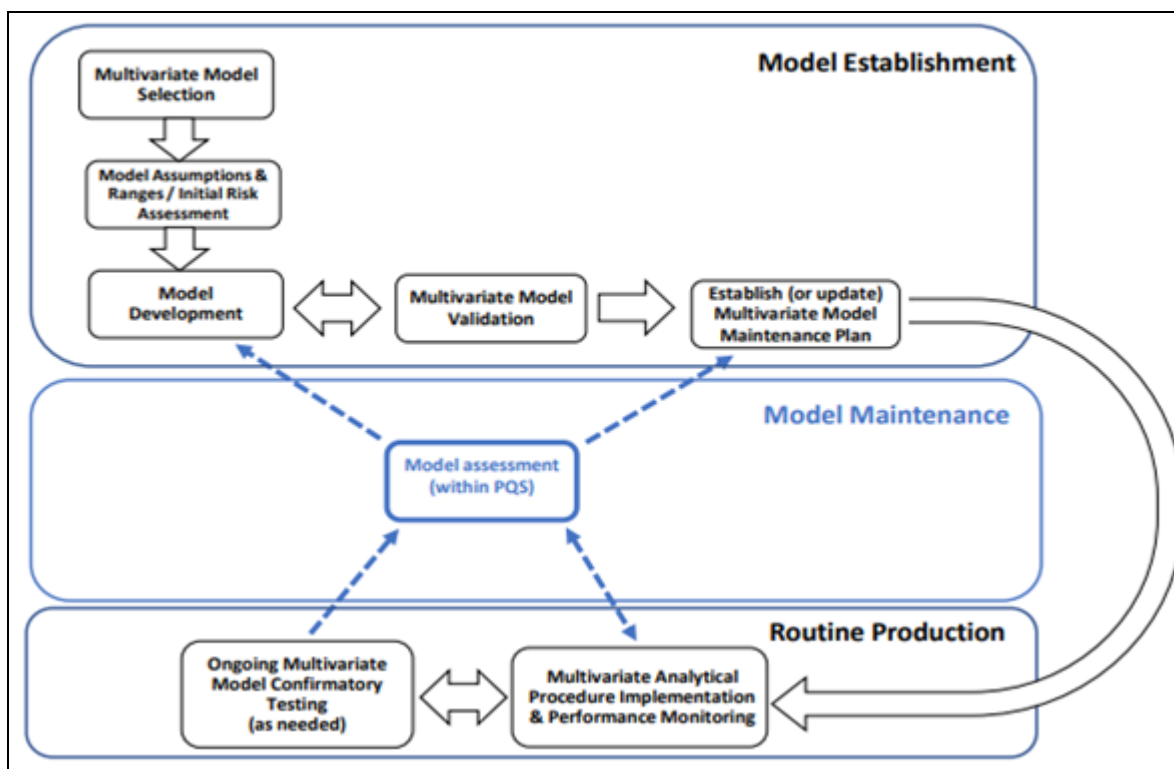 Model Establishment
Multivariate Model
Selection
Model Assumptions &
Ranges / Initial Risk
Assessment
Model
Development
Multivariate Model
Validation
Establish (or update)
Multivariate Model
Maintenance Plan
Model Maintenance
Model assessment
(within PQS)
Routine Production
Ongoing Multivariate
Model Confirmatory
Testing
(as needed)
Multivariate Analytical
Procedure Implementation
& Performance Monitoring